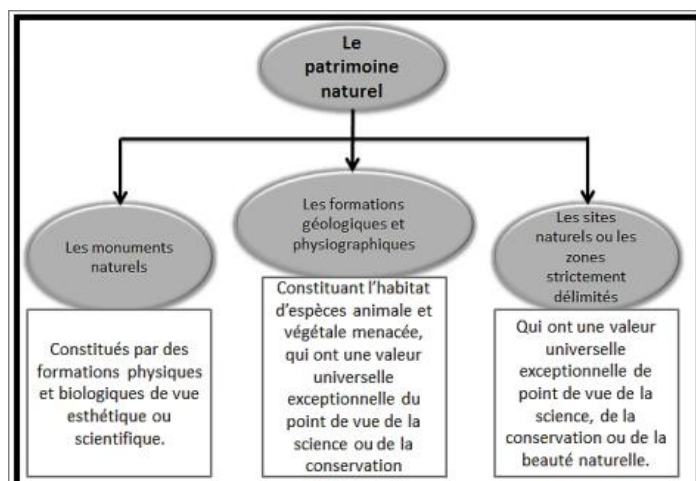 Le
patrimoine
naturel
Les monuments
naturels
Constitués par des
formations physiques
et biologiques de vue
esthétique ou
scientifique.
Les formations
géologiques et
physiographiques
Constituant l’habitat
d’espèces animale et
végétale menacée,
qui ont une valeur
universelle
exceptionnelle du
point de vue de la
science ou de la
conservation
Les sites
naturels ou les
zones
strictement
délimités
Qui ont une valeur
universelle
exceptionnelle de
point de vue de la
science, de la
conservation ou de la
beauté naturelle.